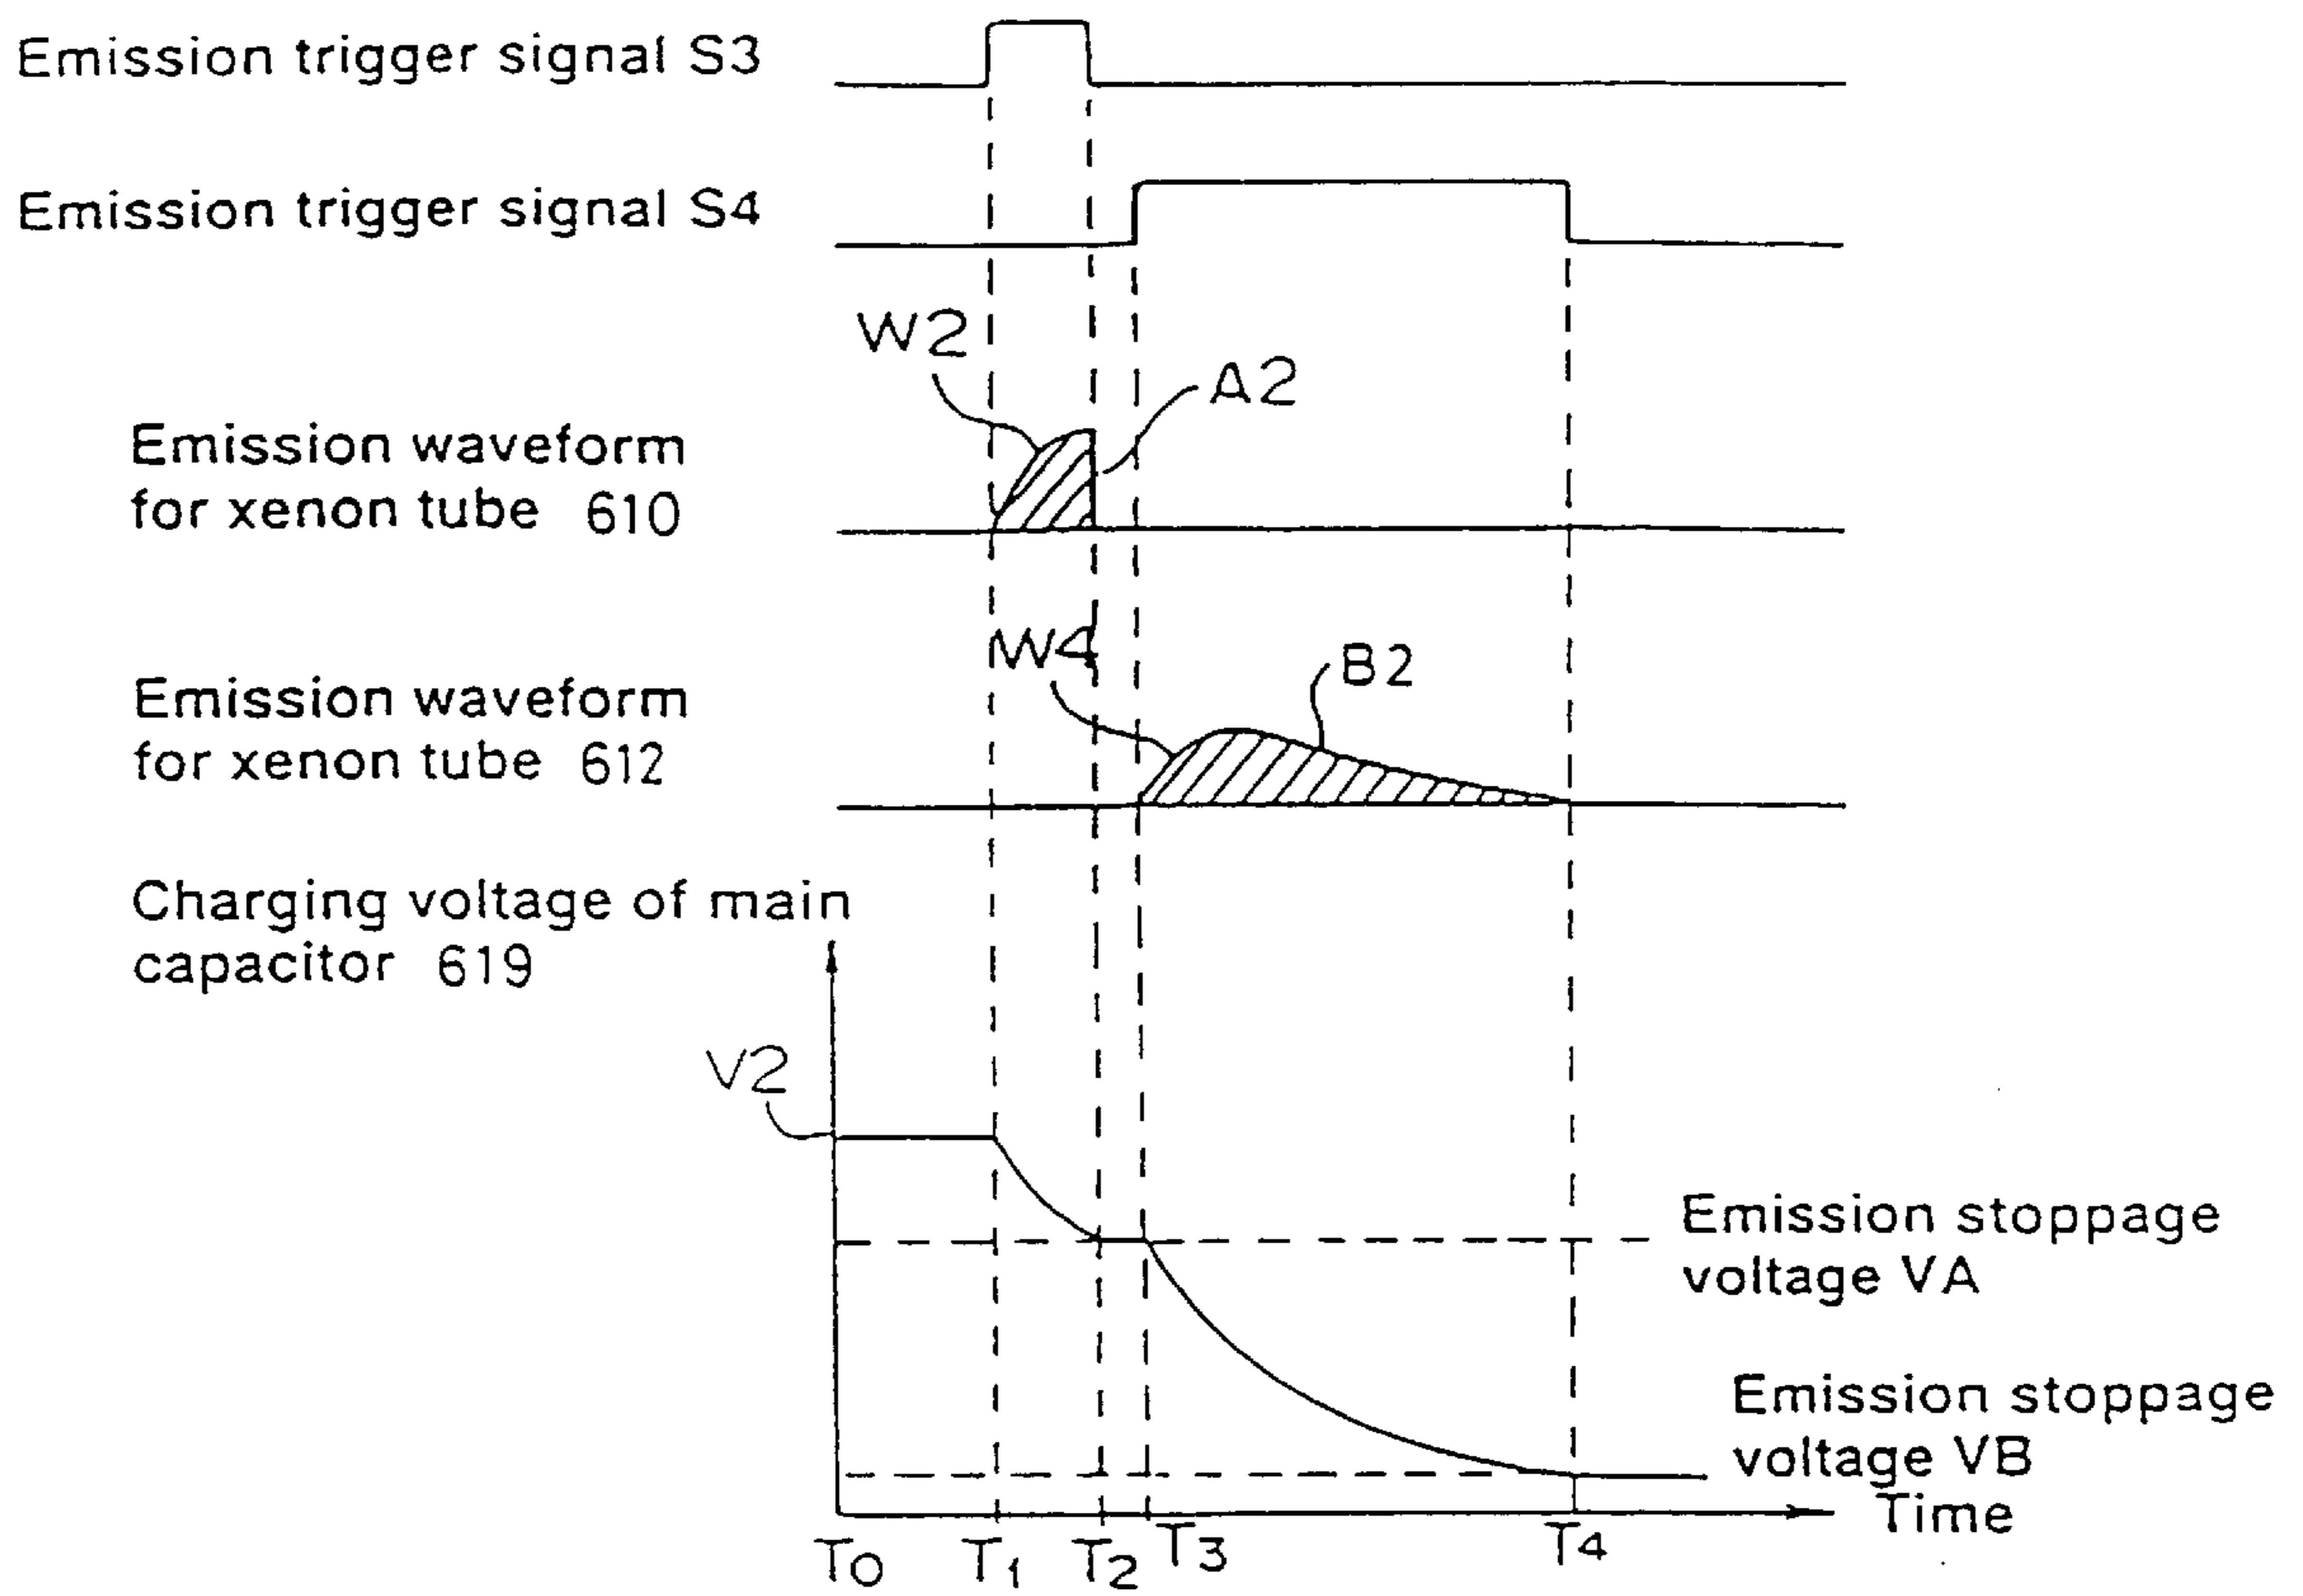 Emission trigger signal S3
Emission trigger signal S4
W2
A2
Emission waveform
for xenon tube 610
W4
B2
Emission waveform
for xenon tube 612
Charging voltage of main
capacitor 619
V2
Emission stoppage
voltage VA
Emission stoppage
voltage VB
Time
T0 T1 T2 T3 T4